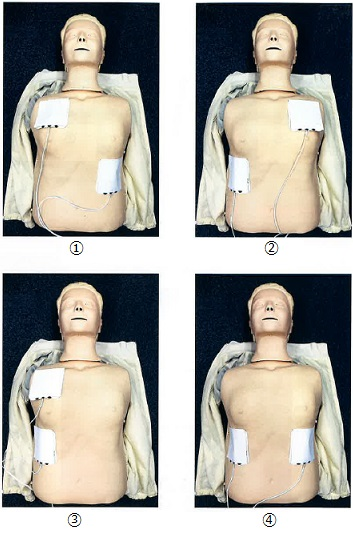 ①
②
③
④